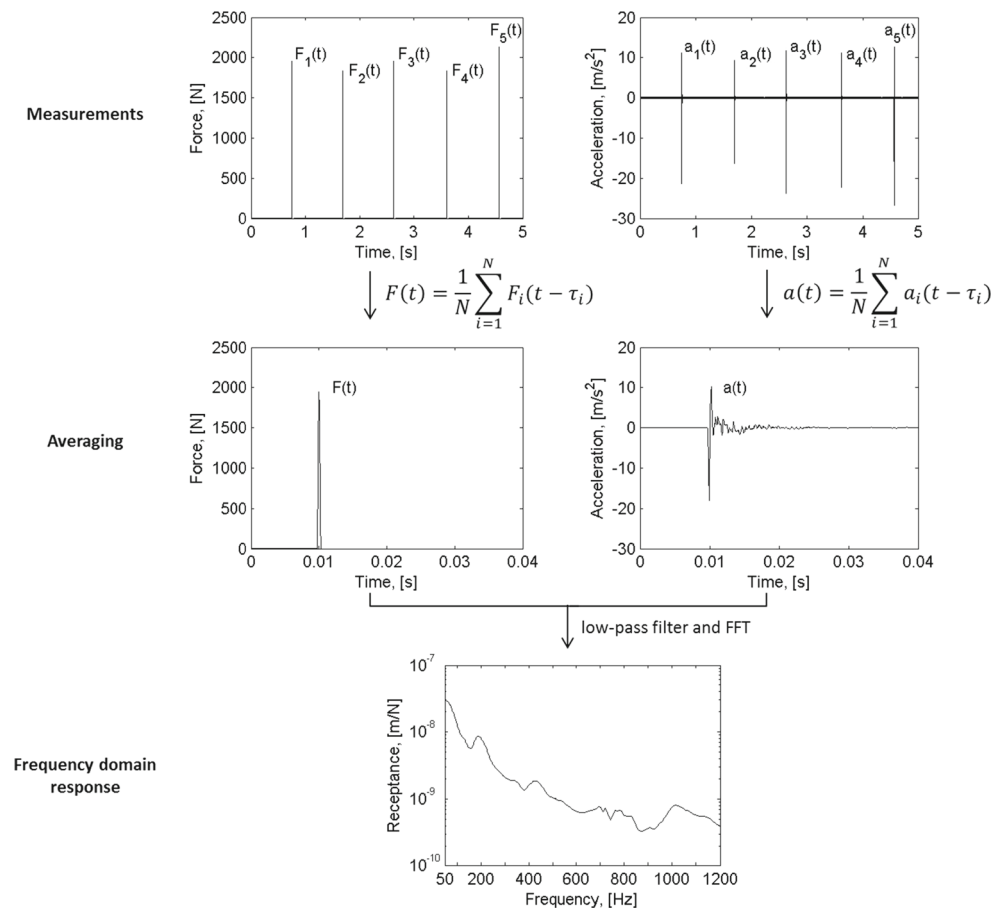 Measurements
Force, [N]
2500
2000
1500
1000
500
0
F1(t)
F2(t)
F3(t)
F4(t)
F5(t)
0 1 2 3 4 5
Time, [s]
Acceleration, [m/s²]
20
10
0
-10
-20
-30
a1(t)
a2(t)
a3(t)
a4(t)
a5(t)
0 1 2 3 4 5
Time, [s]
F(t) = 1/N ∑ i=1 N Fi(t − τi)
a(t) = 1/N ∑ i=1 N ai(t − τi)
Averaging
Force, [N]
2500
2000
1500
1000
500
0
F(t)
0 0.01 0.02 0.03 0.04
Time, [s]
Acceleration, [m/s²]
20
10
0
-10
-20
-30
a(t)
0 0.01 0.02 0.03 0.04
Time, [s]
low-pass filter and FFT
Frequency domain
response
Receptance, [m/N]
10⁻⁷
10⁻⁸
10⁻⁹
10⁻¹⁰
50 200 400 600 800 1000 1200
Frequency, [Hz]